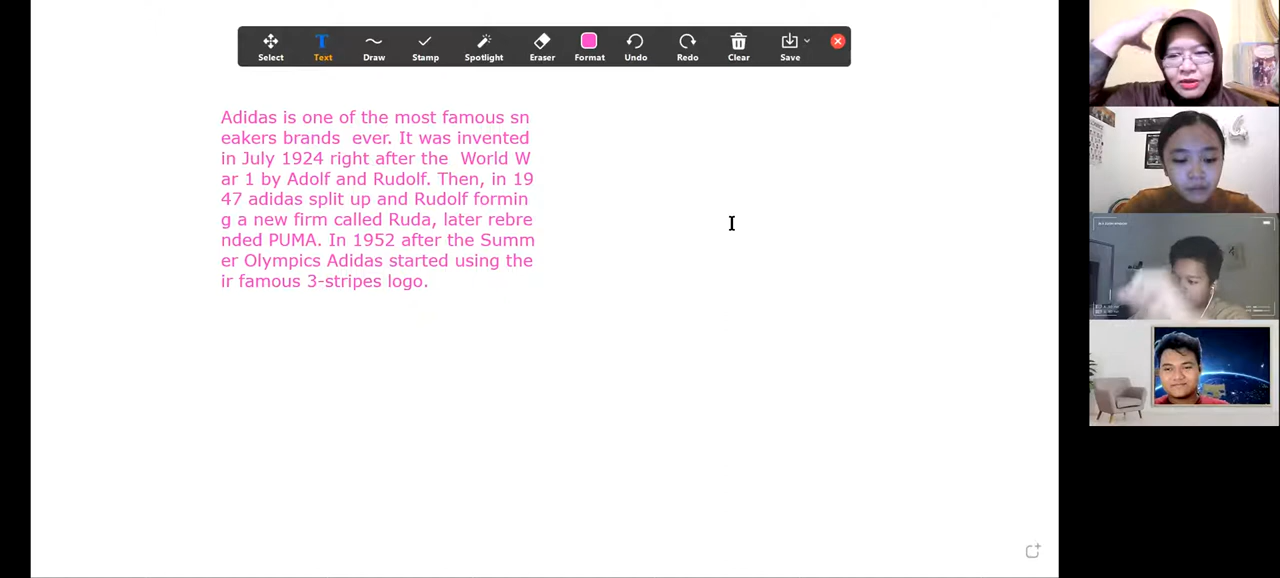 Select Text Draw Stamp Spotlight Eraser Format Undo Redo Clear Save
Adidas is one of the most famous sn
eakers brands  ever. It was invented
in July 1924 right after the  World W
ar 1 by Adolf and Rudolf. Then, in 19
47 adidas split up and Rudolf formin
g a new firm called Ruda, later rebre
nded PUMA. In 1952 after the Summ
er Olympics Adidas started using the
ir famous 3-stripes logo.